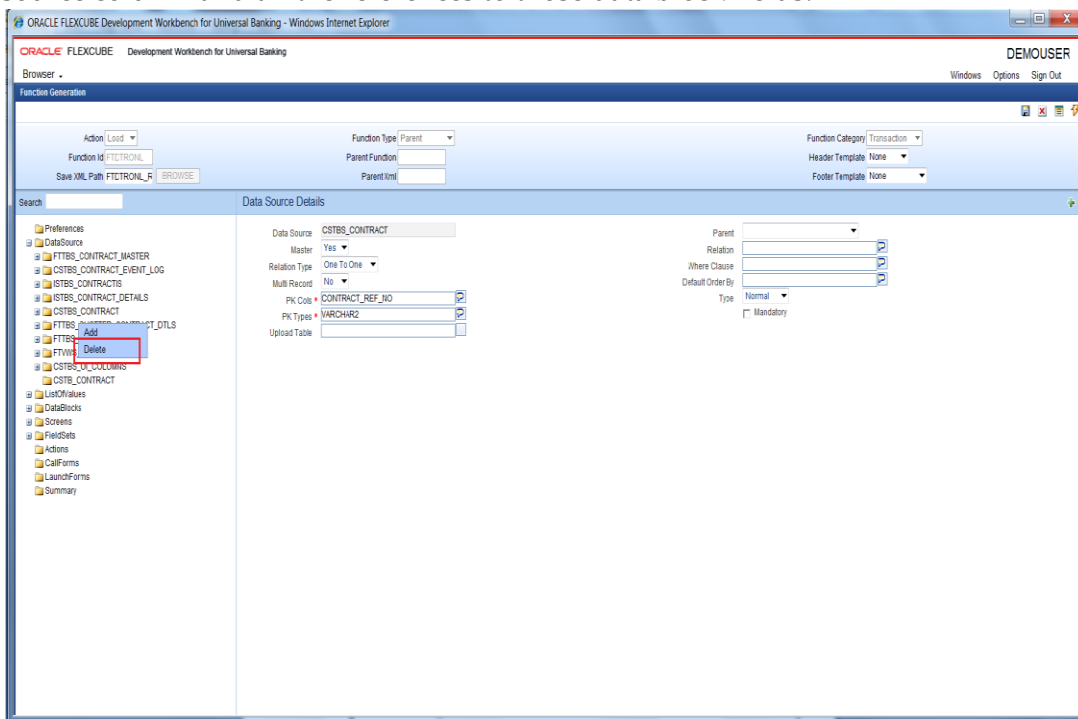 ORACLE FLEXCUBE Development Workbench for Universal Banking - Windows Internet Explorer
ORACLE FLEXCUBE Development Workbench for Universal Banking
DEMOUSER
Browser
Windows Options Sign Out
Function Generation
Action Load Function Type Parent Function Category Transaction
Function Id FTCTRONL Parent Function Header Template None
Save XML Path FTCTRONL_R BROWSE Parent Xml Footer Template None
Search Data Source Details
Preferences
DataSource
FTTBS_CONTRACT_MASTER
CSTBS_CONTRACT_EVENT_LOG
ISTBS_CONTRACTIS
ISTBS_CONTRACT_DETAILS
CSTBS_CONTRACT
CT_DTLS
Add
FTTBS_
Delete
FTVWS
CSTBS_UI_COLUMNS
CSTB_CONTRACT
ListOfValues
DataBlocks
Screens
FieldSets
Actions
CallForms
LaunchForms
Summary
Data Source CSTBS_CONTRACT Parent
Master Yes Relation
Relation Type One To One Where Clause
Multi Record No Default Order By
PK Cols * CONTRACT_REF_NO Type Normal
PK Types * VARCHAR2 Mandatory
Upload Table